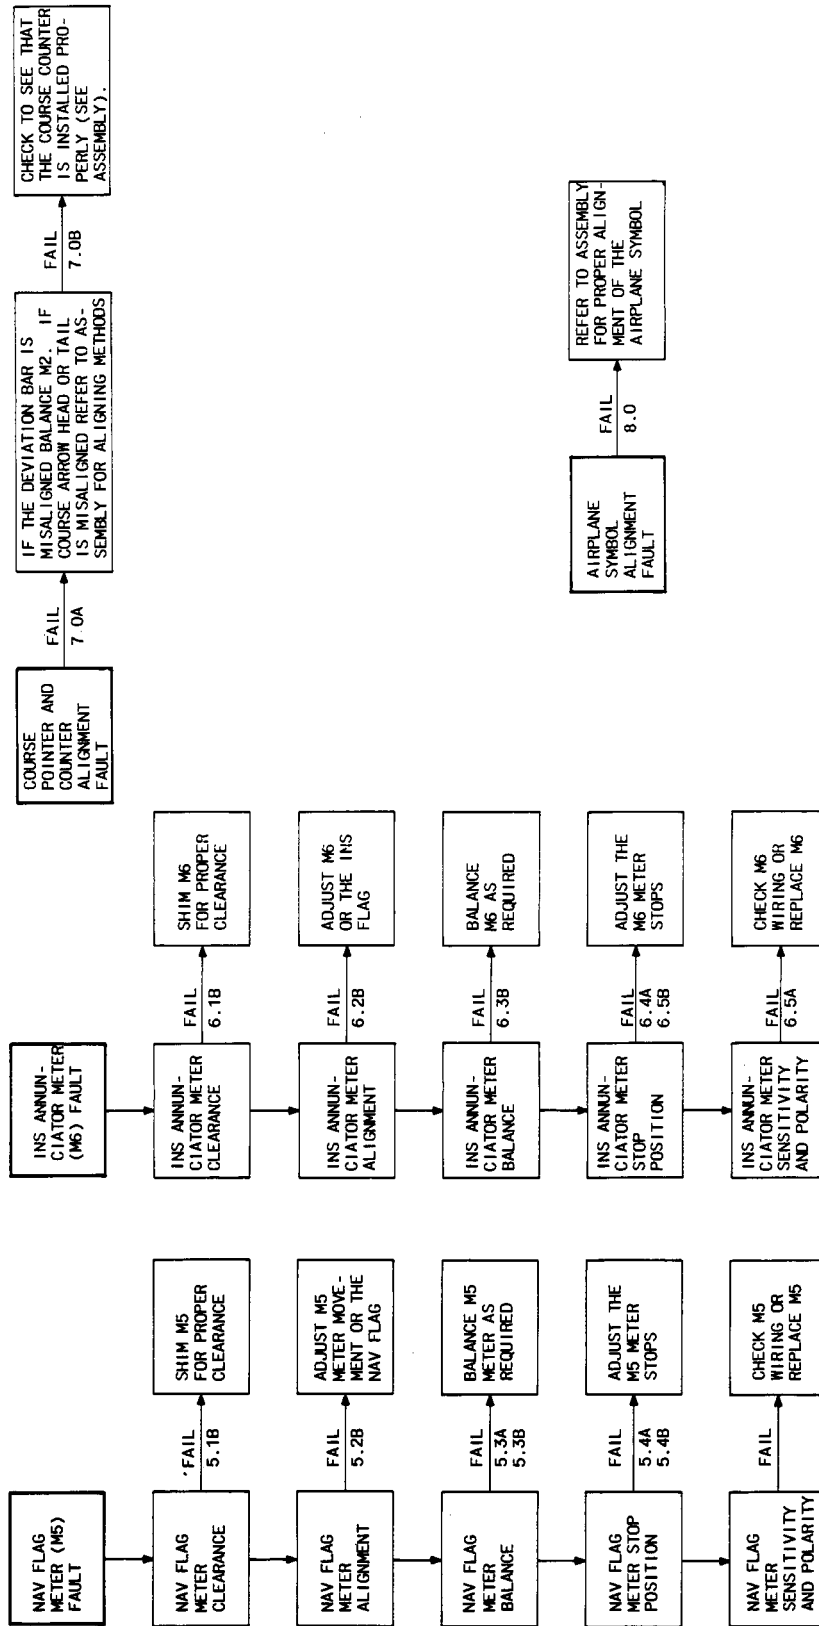 NAV FLAG
METER (M5)
FAULT
NAV FLAG
METER
CLEARANCE
FAIL
5.1B
SHIM M5
FOR PROPER
CLEARANCE
NAV FLAG
METER
ALIGNMENT
FAIL
5.2B
ADJUST M5
METER MOVE-
MENT OR THE
NAV FLAG
NAV FLAG
METER
BALANCE
FAIL
5.3A
5.3B
BALANCE M5
METER AS
REQUIRED
NAV FLAG
METER STOP
POSITION
FAIL
5.4A
5.4B
ADJUST THE
M5 METER
STOPS
NAV FLAG
METER
SENSITIVITY
AND POLARITY
FAIL
CHECK M5
WIRING OR
REPLACE M5
INS ANNUN-
CIATOR METER
(M6) FAULT
INS ANNUN-
CIATOR METER
CLEARANCE
FAIL
6.1B
SHIM M6
FOR PROPER
CLEARANCE
INS ANNUN-
CIATOR METER
ALIGNMENT
FAIL
6.2B
ADJUST M6
OR THE INS
FLAG
INS ANNUN-
CIATOR METER
BALANCE
FAIL
6.3B
BALANCE
M6 AS
REQUIRED
INS ANNUN-
CIATOR METER
STOP
POSITION
FAIL
6.4A
6.5B
ADJUST THE
M6 METER
STOPS
INS ANNUN-
CIATOR METER
SENSITIVITY
AND POLARITY
FAIL
6.5A
CHECK M6
WIRING OR
REPLACE M6
COURSE
POINTER AND
COUNTER
ALIGNMENT
FAULT
FAIL
7.0A
IF THE DEVIATION BAR IS
MISALIGNED BALANCE M2. IF
COURSE ARROW HEAD OR TAIL
IS MISALIGNED REFER TO AS-
SEMBLY FOR ALIGNING METHODS
FAIL
7.0B
CHECK TO SEE THAT
THE COURSE COUNTER
IS INSTALLED PRO-
PERLY (SEE
ASSEMBLY).
AIRPLANE
SYMBOL
ALIGNMENT
FAULT
FAIL
8.0
REFER TO ASSEMBLY
FOR PROPER ALIGN-
MENT OF THE
AIRPLANE SYMBOL